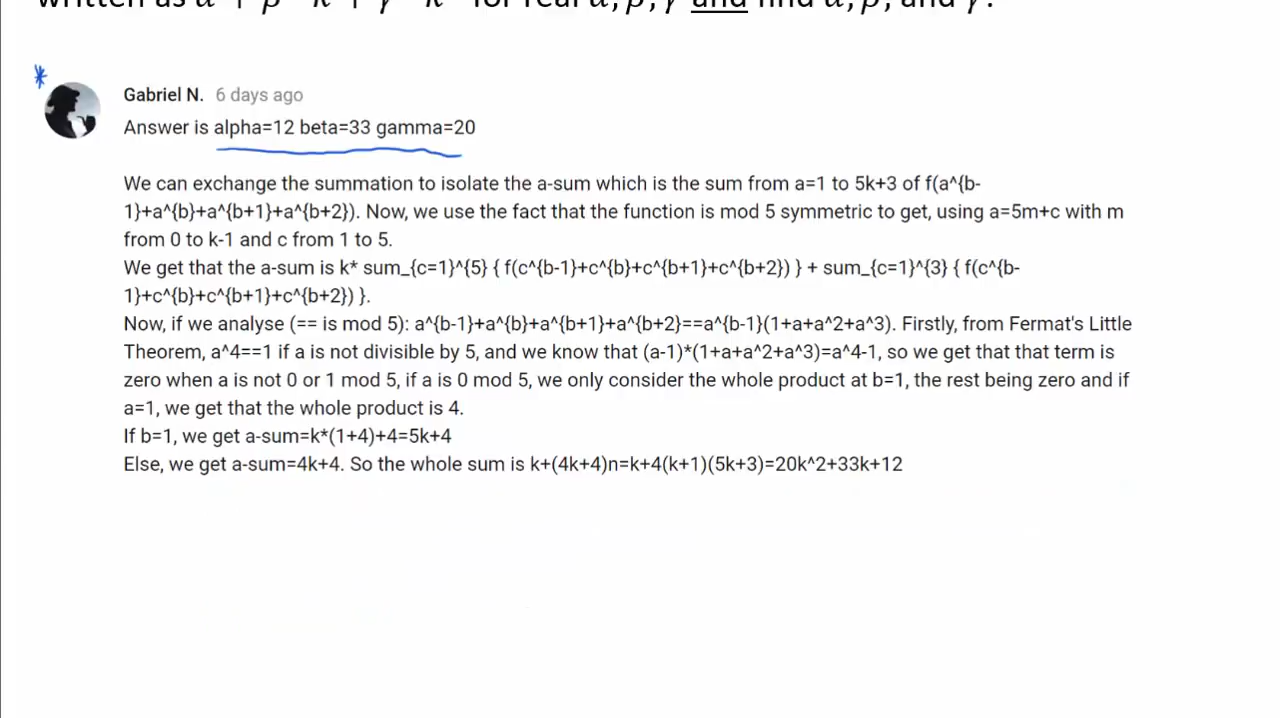 written as α + β k + γ k for real α, β, γ and find α, β, and γ.
*
Gabriel N. 6 days ago
Answer is alpha=12 beta=33 gamma=20
We can exchange the summation to isolate the a-sum which is the sum from a=1 to 5k+3 of f(a^{b-
1}+a^{b}+a^{b+1}+a^{b+2}). Now, we use the fact that the function is mod 5 symmetric to get, using a=5m+c with m
from 0 to k-1 and c from 1 to 5.
We get that the a-sum is k* sum_{c=1}^{5} { f(c^{b-1}+c^{b}+c^{b+1}+c^{b+2}) } + sum_{c=1}^{3} { f(c^{b-
1}+c^{b}+c^{b+1}+c^{b+2}) }.
Now, if we analyse (== is mod 5): a^{b-1}+a^{b}+a^{b+1}+a^{b+2}==a^{b-1}(1+a+a^2+a^3). Firstly, from Fermat's Little
Theorem, a^4==1 if a is not divisible by 5, and we know that (a-1)*(1+a+a^2+a^3)=a^4-1, so we get that that term is
zero when a is not 0 or 1 mod 5, if a is 0 mod 5, we only consider the whole product at b=1, the rest being zero and if
a=1, we get that the whole product is 4.
If b=1, we get a-sum=k*(1+4)+4=5k+4
Else, we get a-sum=4k+4. So the whole sum is k+(4k+4)n=k+4(k+1)(5k+3)=20k^2+33k+12